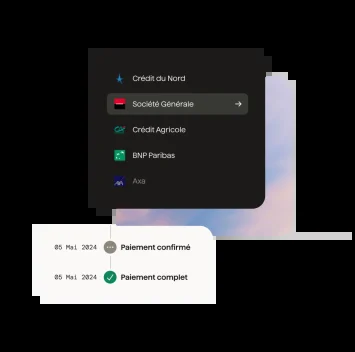 Crédit du Nord
Société Générale
Crédit Agricole
BNP Paribas
Axa
05 Mai 2024 Paiement confirmé
05 Mai 2024 Paiement complet